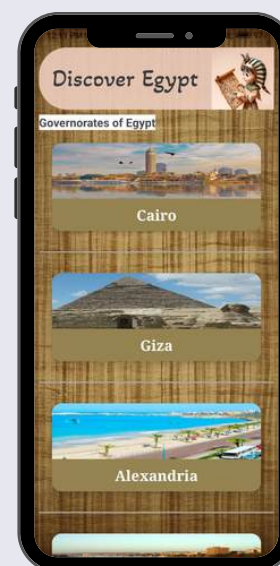 Discover Egypt
Governorates of Egypt
Cairo
Giza
Alexandria